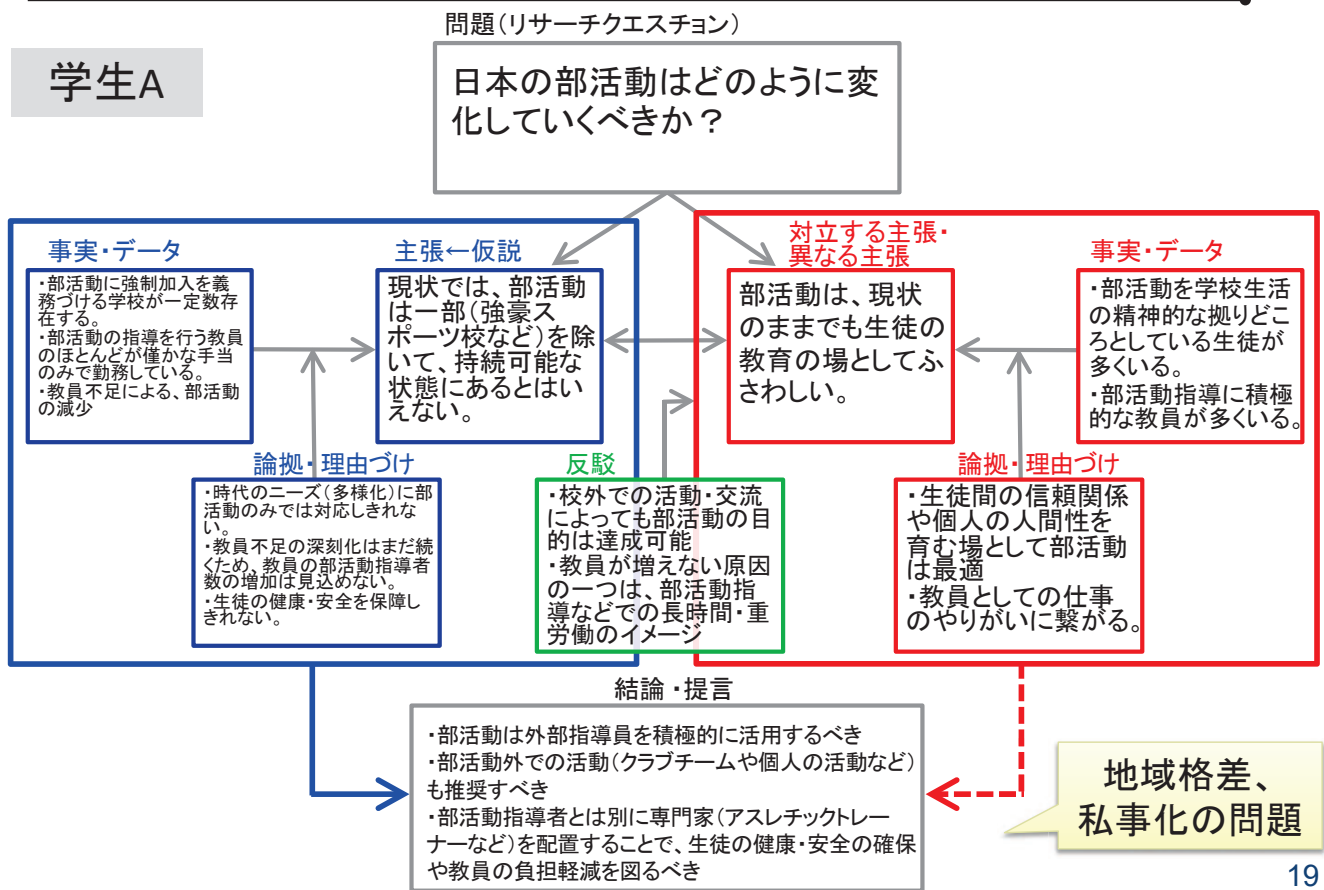 問題(リサーチクエスチョン)
学生A
日本の部活動はどのように変
化していくべきか?
事実・データ
・部活動に強制加入を義
務づける学校が一定数存
在する。
・部活動の指導を行う教員
のほとんどが僅かな手当
のみで勤務している。
・教員不足による、部活動
の減少
主張←仮説
現状では、部活動
は一部(強豪ス
ポーツ校など)を除
いて、持続可能な
状態にあるとはい
えない。
論拠・理由づけ
・時代のニーズ(多様化)に部
活動のみでは対応しきれな
い。
・教員不足の深刻化はまだ続
くため、教員の部活動指導者
数の増加は見込めない。
・生徒の健康・安全を保障し
きれない。
対立する主張・
異なる主張
部活動は、現状
のままでも生徒の
教育の場としてふ
さわしい。
事実・データ
・部活動を学校生活
の精神的な拠りどこ
ろとしている生徒が
多くいる。
・部活動指導に積極
的な教員が多くいる。
反駁
・校外での活動・交流
によっても部活動の目
的は達成可能
・教員が増えない原因
の一つは、部活動指
導などでの長時間・重
労働のイメージ
論拠・理由づけ
・生徒間の信頼関係
や個人の人間性を
育む場として部活動
は最適
・教員としての仕事
のやりがいに繋がる。
結論・提言
・部活動は外部指導員を積極的に活用するべき
・部活動外での活動(クラブチームや個人の活動など)
も推奨すべき
・部活動指導者とは別に専門家(アスレチックトレー
ナーなど)を配置することで、生徒の健康・安全の確保
や教員の負担軽減を図るべき
地域格差、
私事化の問題
19